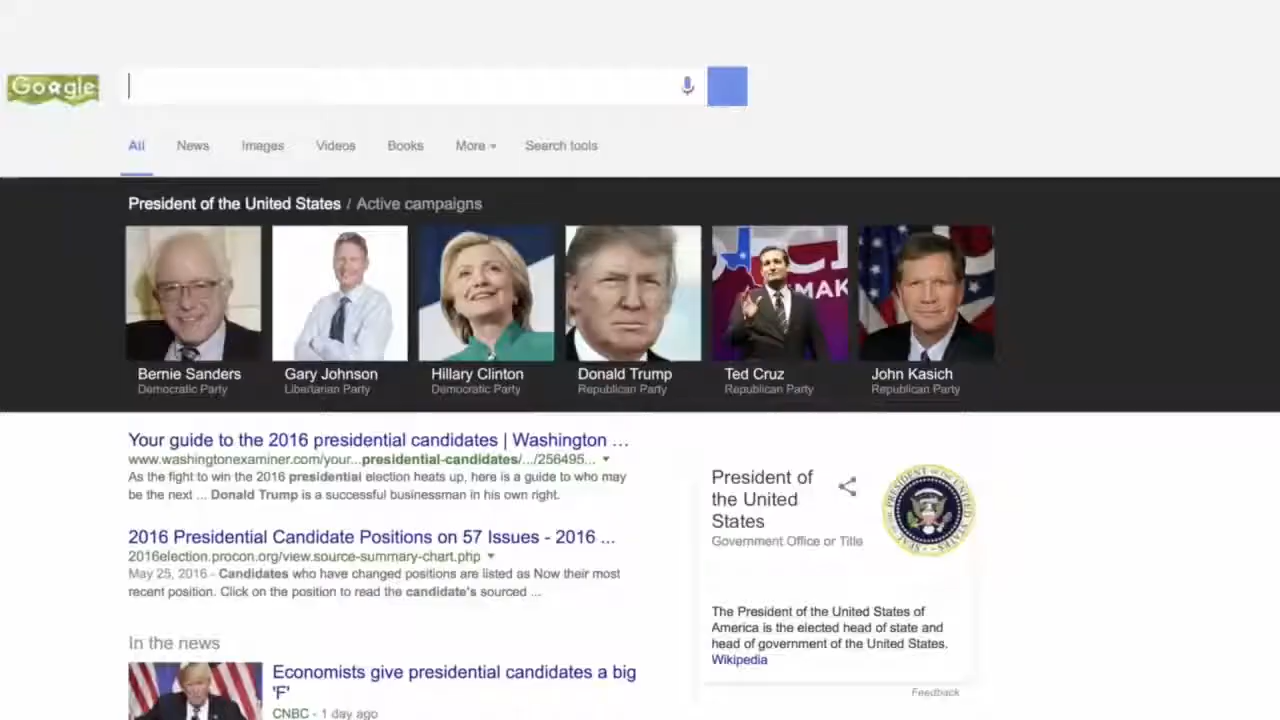 Google
All News Images Videos Books More Search tools
President of the United States / Active campaigns
MAK
Bernie Sanders
Democratic Party
Gary Johnson
Libertarian Party
Hillary Clinton
Democratic Party
Donald Trump
Republican Party
Ted Cruz
Republican Party
John Kasich
Republican Party
Your guide to the 2016 presidential candidates | Washington ...
www.washingtonexaminer.com/your...presidential-candidates/.../256495...
As the fight to win the 2016 presidential election heats up, here is a guide to who may
be the next ... Donald Trump is a successful businessman in his own right.
2016 Presidential Candidate Positions on 57 Issues - 2016 ...
2016election.procon.org/view.source-summary-chart.php
May 25, 2016 - Candidates who have changed positions are listed as Now their most
recent position. Click on the position to read the candidate's sourced ...
In the news
Economists give presidential candidates a big
'F'
CNBC - 1 day ago
President of
the United
States
Government Office or Title
The President of the United States of
America is the elected head of state and
head of government of the United States.
Wikipedia
Feedback